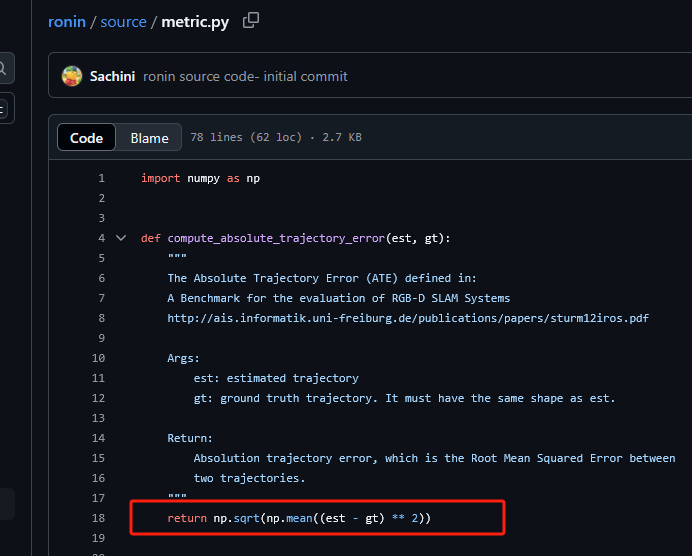 ronin / source / metric.py
Sachini ronin source code- initial commit
Code Blame 78 lines (62 loc) · 2.7 KB
1 import numpy as np
2
3
4 def compute_absolute_trajectory_error(est, gt):
5 """
6 The Absolute Trajectory Error (ATE) defined in:
7 A Benchmark for the evaluation of RGB-D SLAM Systems
8 http://ais.informatik.uni-freiburg.de/publications/papers/sturm12iros.pdf
9
10 Args:
11 est: estimated trajectory
12 gt: ground truth trajectory. It must have the same shape as est.
13
14 Return:
15 Absolution trajectory error, which is the Root Mean Squared Error between
16 two trajectories.
17 """
18 return np.sqrt(np.mean((est - gt) ** 2))
19